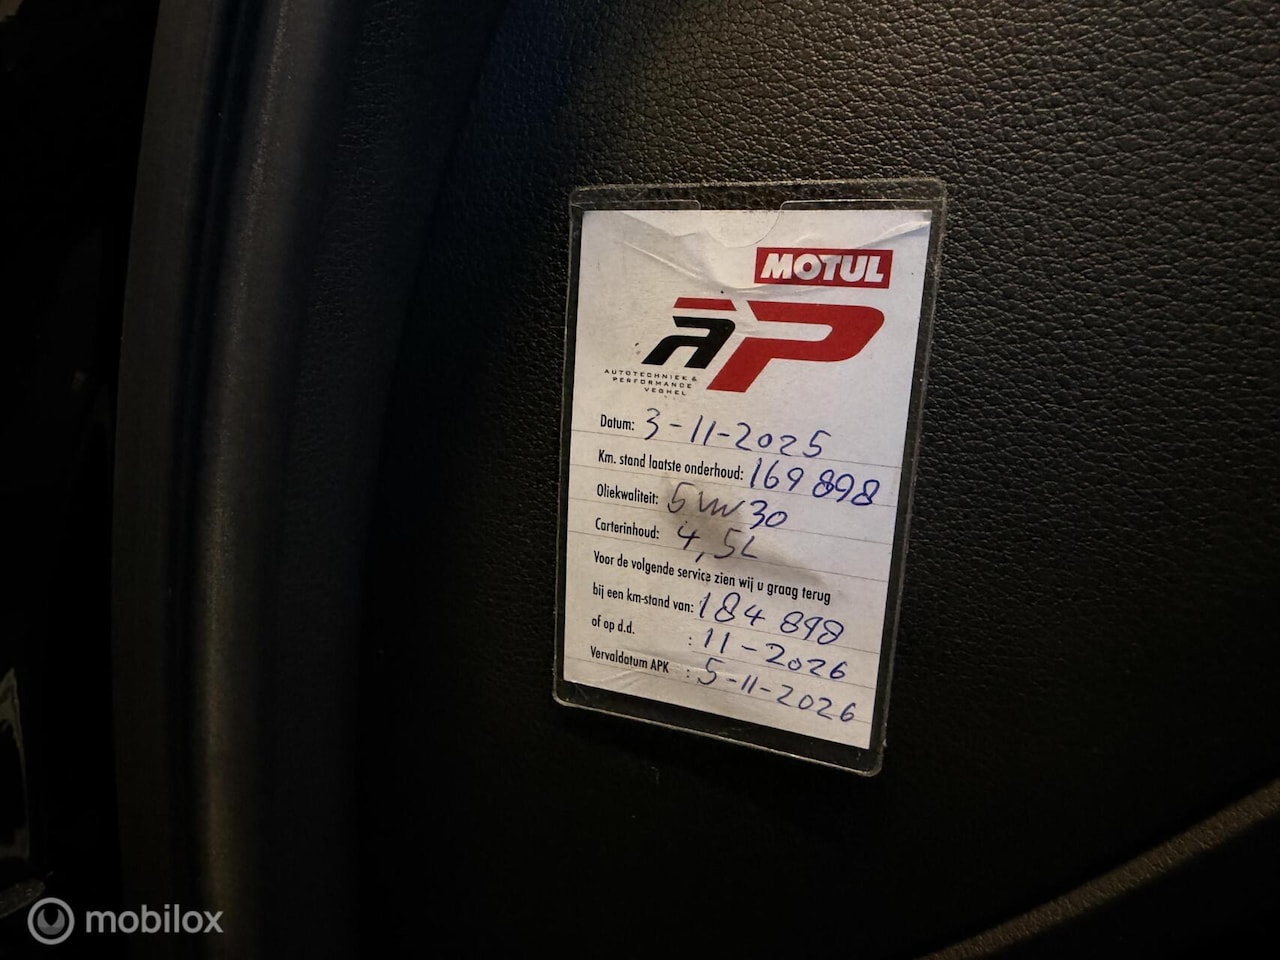 MOTUL
AP
AUTOTECHNIEK &
PERFORMANCE
VEGHEL
Datum: 3-11-2025
Km. stand laatste onderhoud: 169 898
Oliekwaliteit: 5W30
Carterinhoud: 4,5L
Voor de volgende service zien wij u graag terug
bij een km-stand van: 184 898
of op d.d. : 11-2026
Vervaldatum APK : 5-11-2026
mobilox